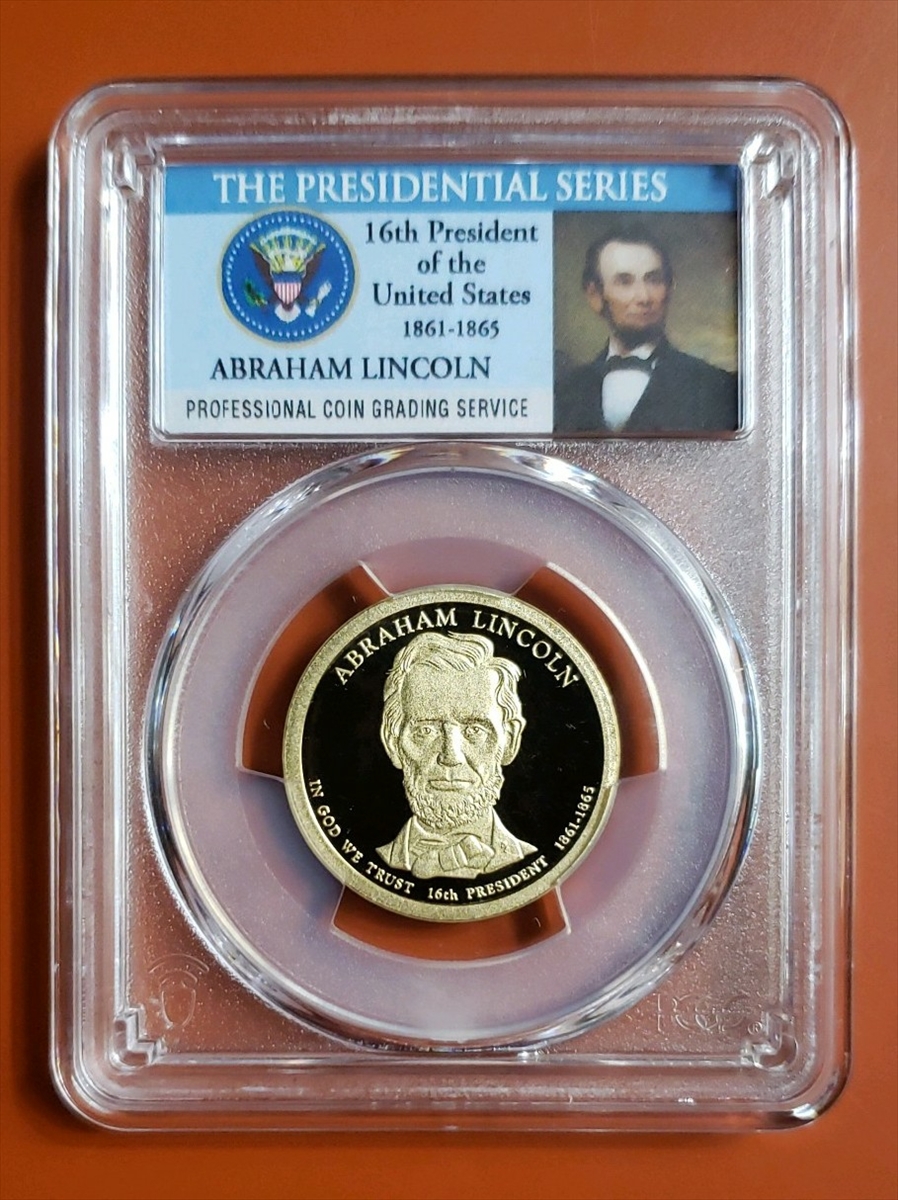 THE PRESIDENTIAL SERIES
16th President
of the
United States
1861-1865
ABRAHAM LINCOLN
PROFESSIONAL COIN GRADING SERVICE
ABRAHAM LINCOLN
IN GOD WE TRUST 16th PRESIDENT 1861-1865
PCGS